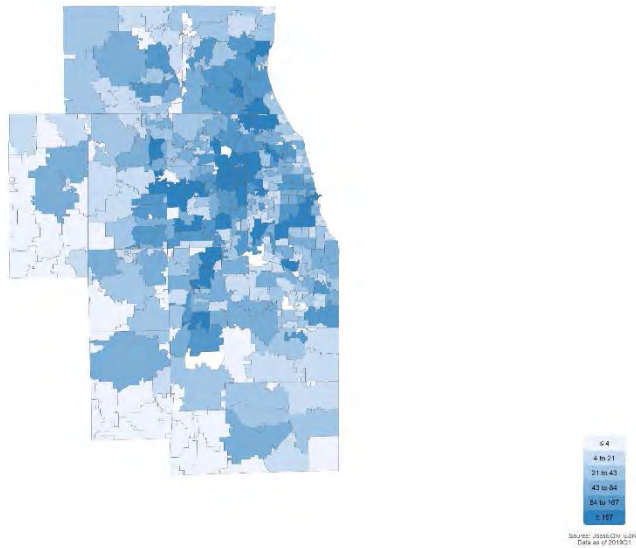 ≤ 4
4 to 21
21 to 43
43 to 84
84 to 167
≥ 167
Source: JobsEQ
Data as of 2019Q1